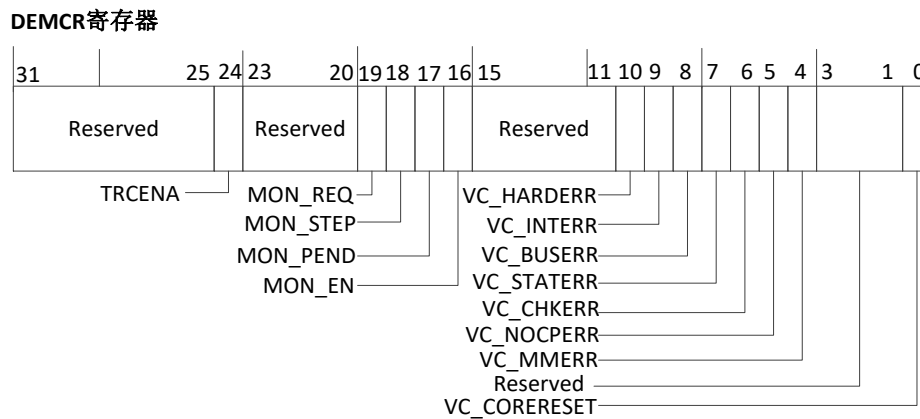 DEMCR寄存器
31 25 24 23 20 19 18 17 16 15 11 10 9 8 7 6 5 4 3 1 0
Reserved Reserved Reserved
TRCENA MON_REQ VC_HARDERR
MON_STEP VC_INTERR
MON_PEND VC_BUSERR
MON_EN VC_STATERR
VC_CHKERR
VC_NOCPERR
VC_MMERR
Reserved
VC_CORERESET